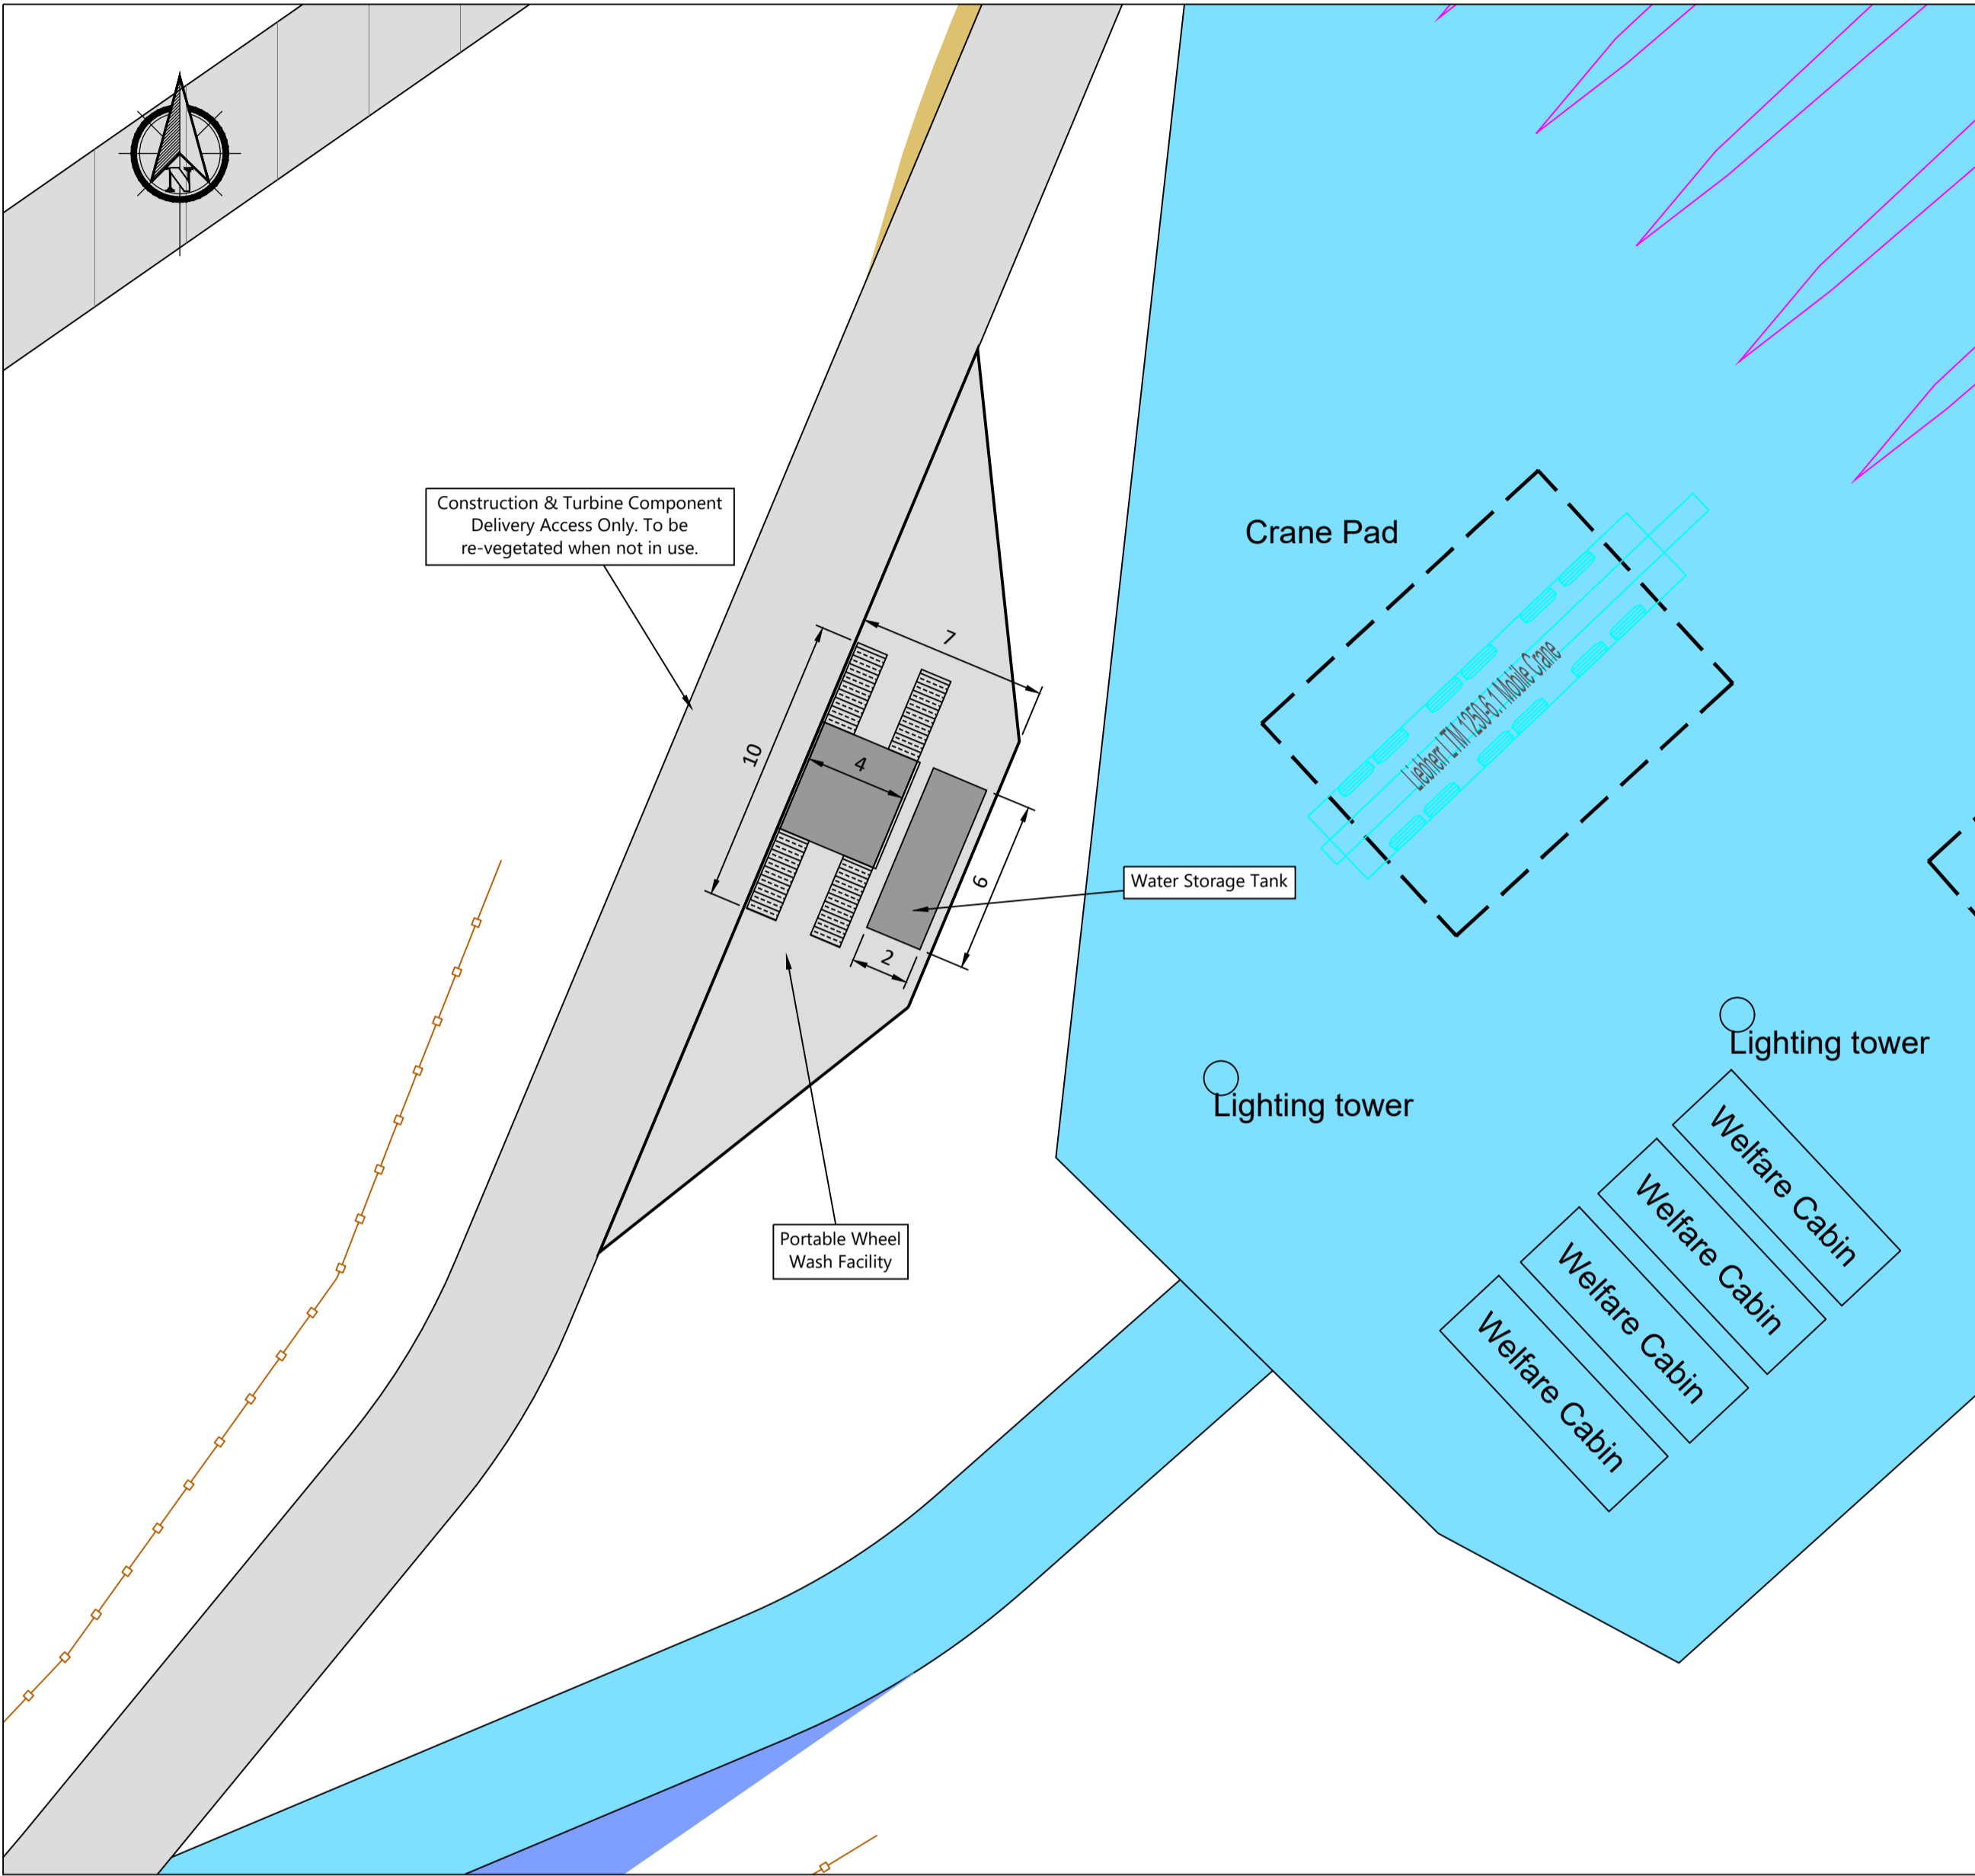 N
Construction & Turbine Component
Delivery Access Only. To be
re-vegetated when not in use.
Crane Pad
Liebherr LTM 1250-6.1 Mobile Crane
7
10
4
6
2
Water Storage Tank
Lighting tower
Lighting tower
Portable Wheel
Wash Facility
Welfare Cabin
Welfare Cabin
Welfare Cabin
Welfare Cabin